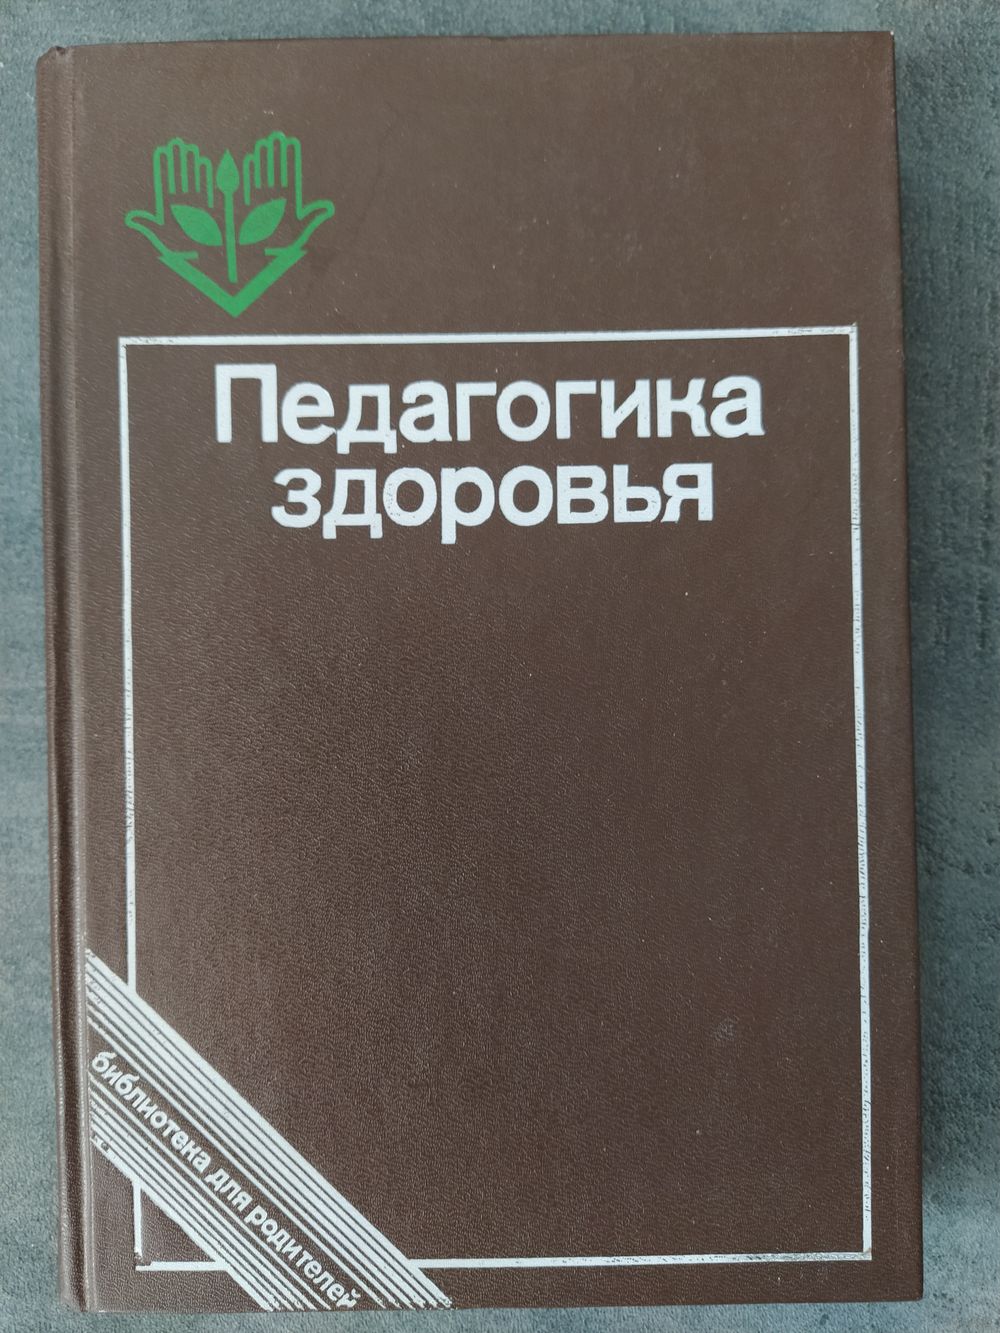 Педагогика
здоровья
библиотека для родителей